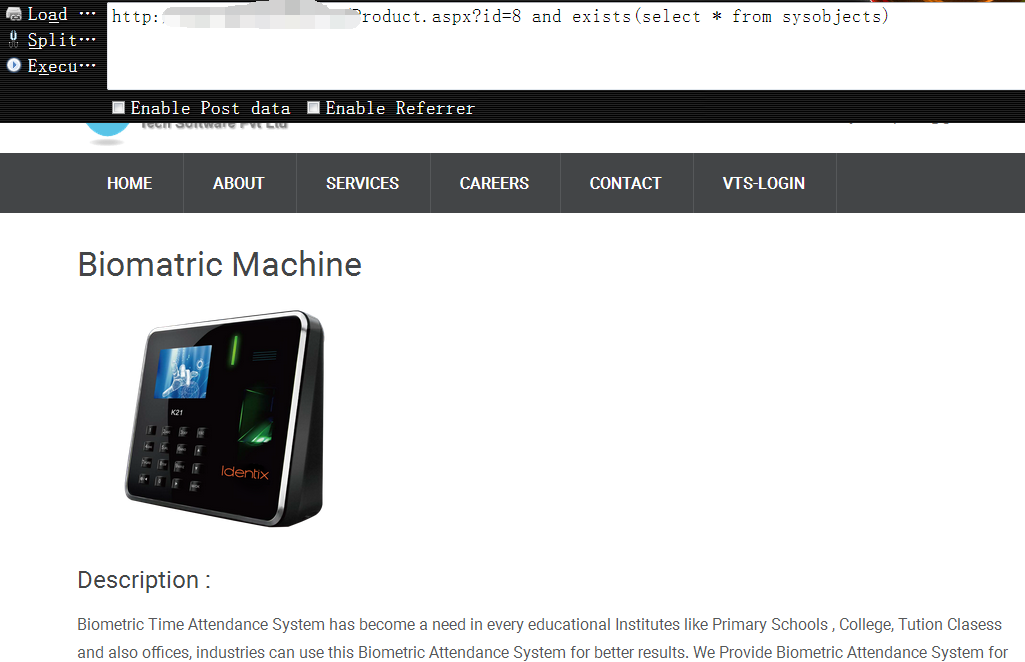 Load ···
http:
Product.aspx?id=8 and exists(select * from sysobjects)
Split···
Execu···
Enable Post data
Enable Referrer
Tech Software Pvt Ltd
HOME
ABOUT
SERVICES
CAREERS
CONTACT
VTS-LOGIN
Biomatric Machine
K21
Identix
Description :
Biometric Time Attendance System has become a need in every educational Institutes like Primary Schools , College, Tution Clasess
and also offices, industries can use this Biometric Attendance System for better results. We Provide Biometric Attendance System for